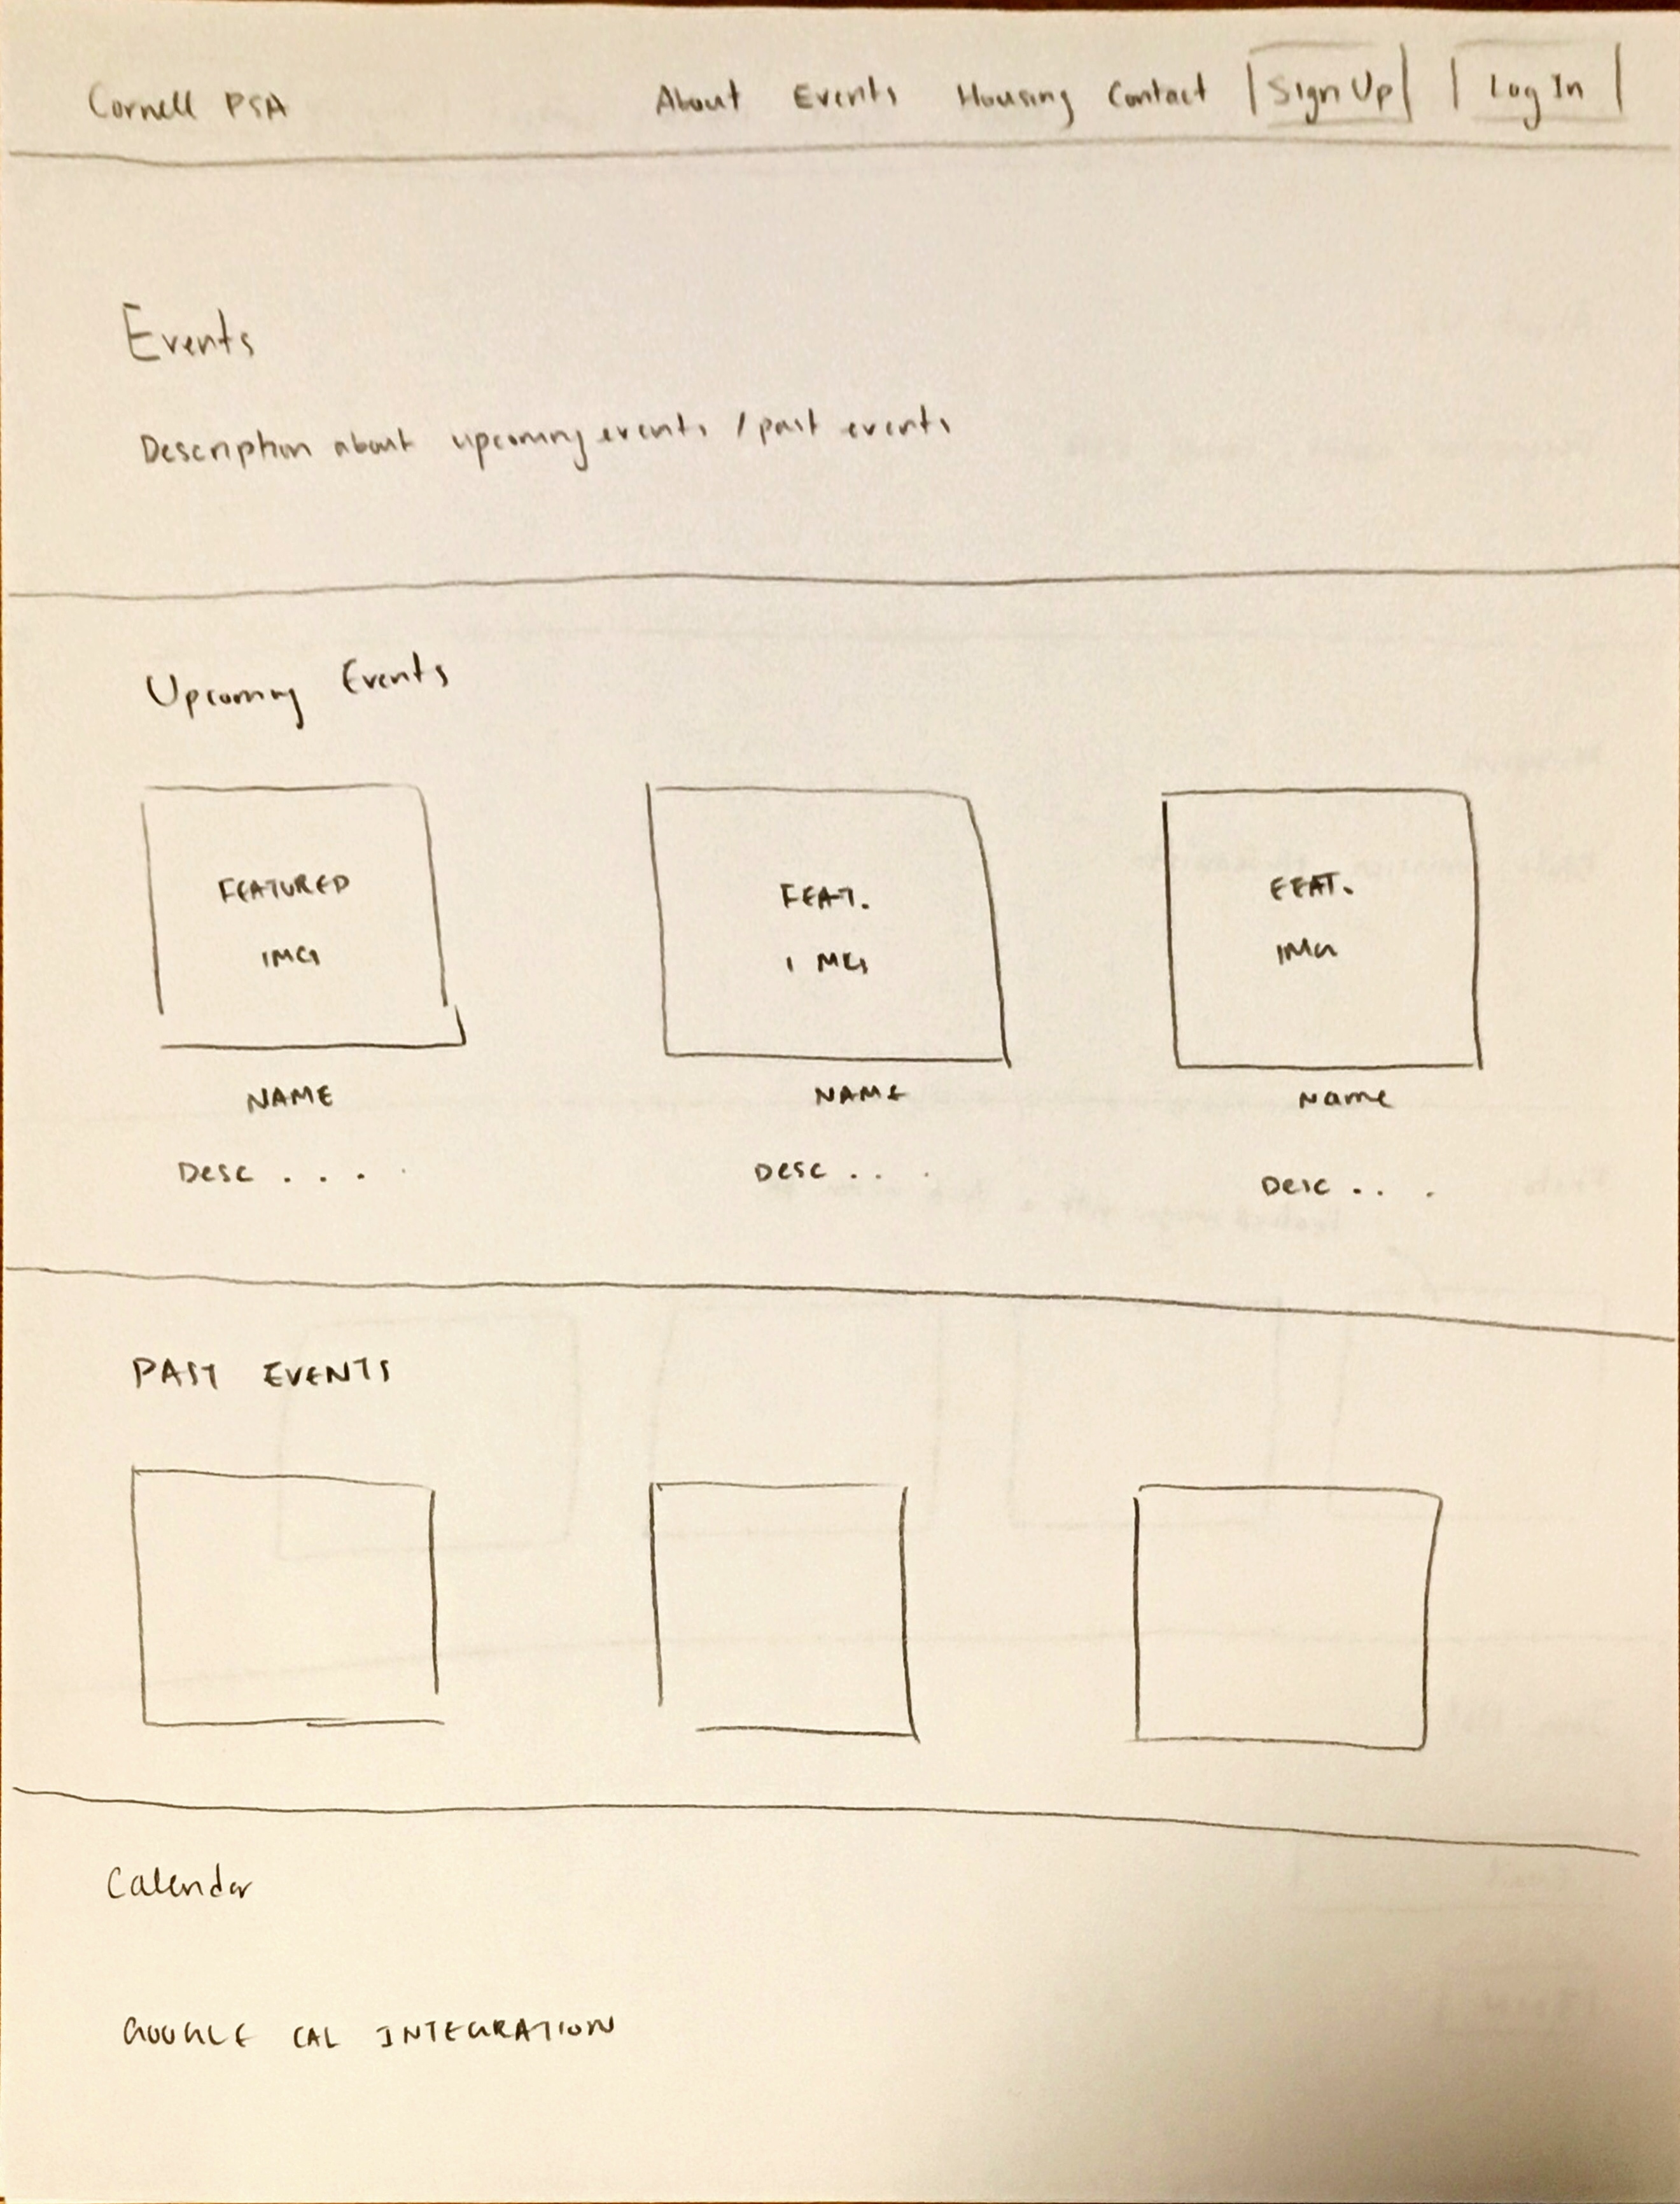 Cornell PSA About Events Housing Contact Sign Up Log In
Events
Description about upcoming events / past events
Upcoming Events
FEATURED FEAT. FEAT.
IMG IMG IMG
NAME NAME Name
Desc . . . . Desc . . . Desc . . .
PAST EVENTS
Calendar
GOOGLE CAL INTEGRATION